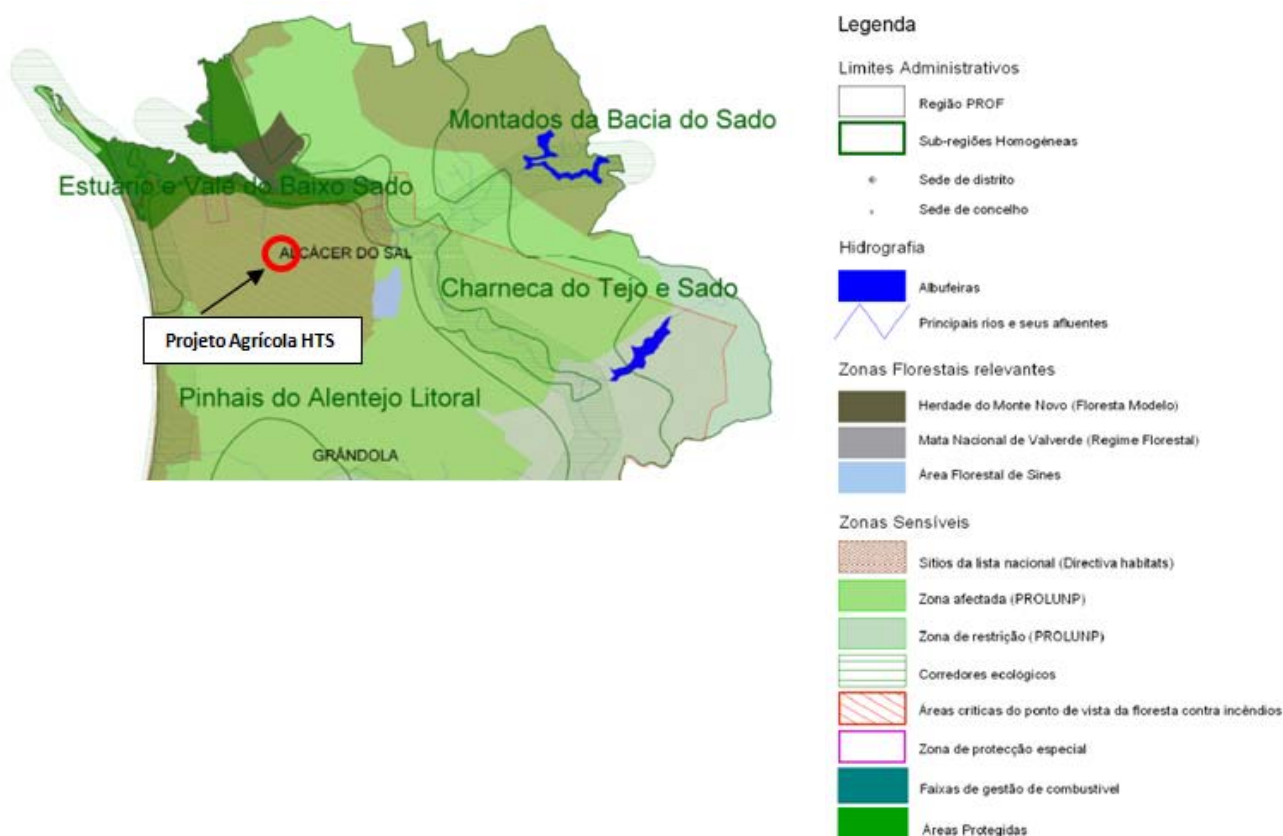 Montados da Bacia do Sado
Estuário e Vale do Baixo Sado
ALCÁCER DO SAL
Charneca do Tejo e Sado
Projeto Agrícola HTS
Pinhais do Alentejo Litoral
GRÂNDOLA
Legenda
Limites Administrativos
Região PROF
Sub-regiões Homogéneas
Sede de distrito
Sede de concelho
Hidrografia
Albufeiras
Principais rios e seus afluentes
Zonas Florestais relevantes
Herdade do Monte Novo (Floresta Modelo)
Mata Nacional de Valverde (Regime Florestal)
Área Florestal de Sines
Zonas Sensíveis
Sítios da lista nacional (Directiva habitats)
Zona afectada (PROLUNP)
Zona de restrição (PROLUNP)
Corredores ecológicos
Áreas críticas do ponto de vista da floresta contra incêndios
Zona de protecção especial
Faixas de gestão de combustível
Áreas Protegidas